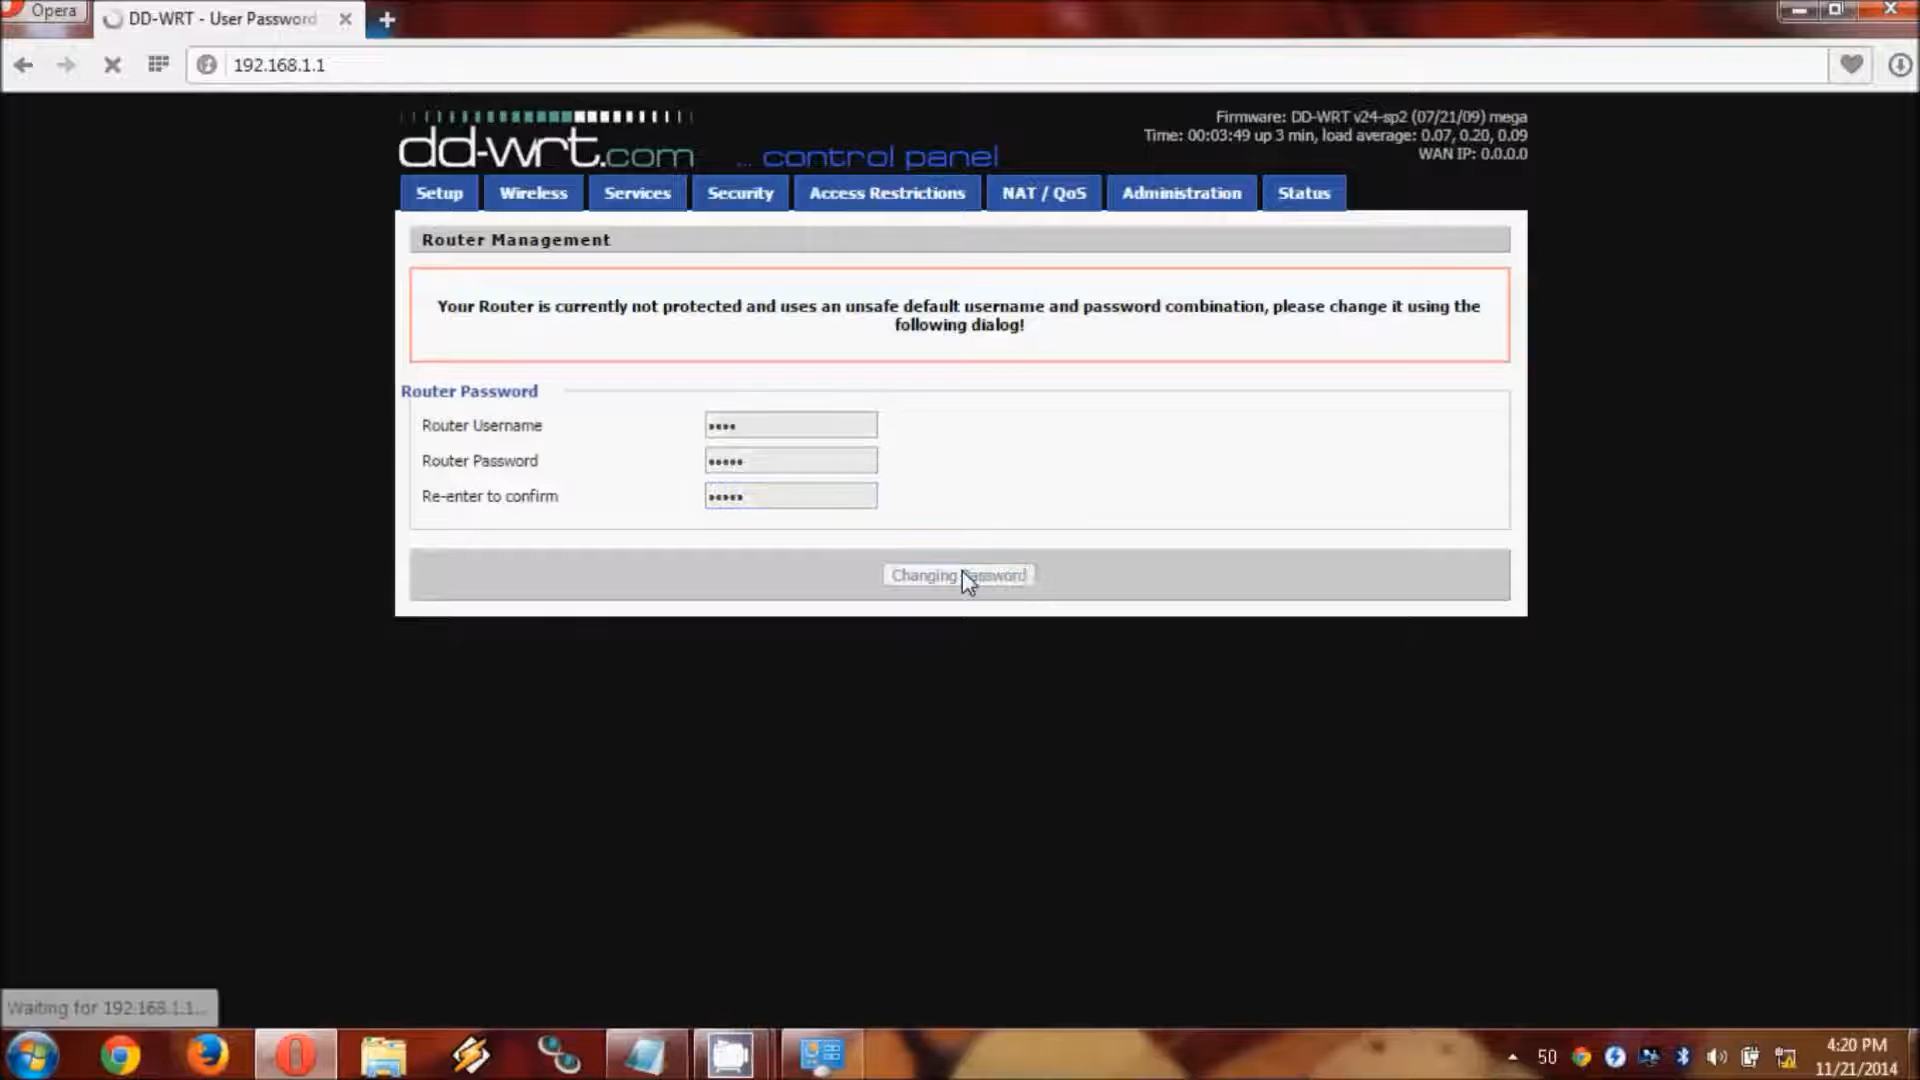 Opera
DD-WRT - User Password
192.168.1.1
dd-wrt.com ... control panel
Firmware: DD-WRT v24-sp2 (07/21/09) mega
Time: 00:03:49 up 3 min, load average: 0.07, 0.20, 0.09
WAN IP: 0.0.0.0
Setup Wireless Services Security Access Restrictions NAT / QoS Administration Status
Router Management
Your Router is currently not protected and uses an unsafe default username and password combination, please change it using the
following dialog!
Router Password
Router Username ••••
Router Password •••••
Re-enter to confirm •••••
Changing Password
Waiting for 192.168.1.1...
50
4:20 PM
11/21/2014